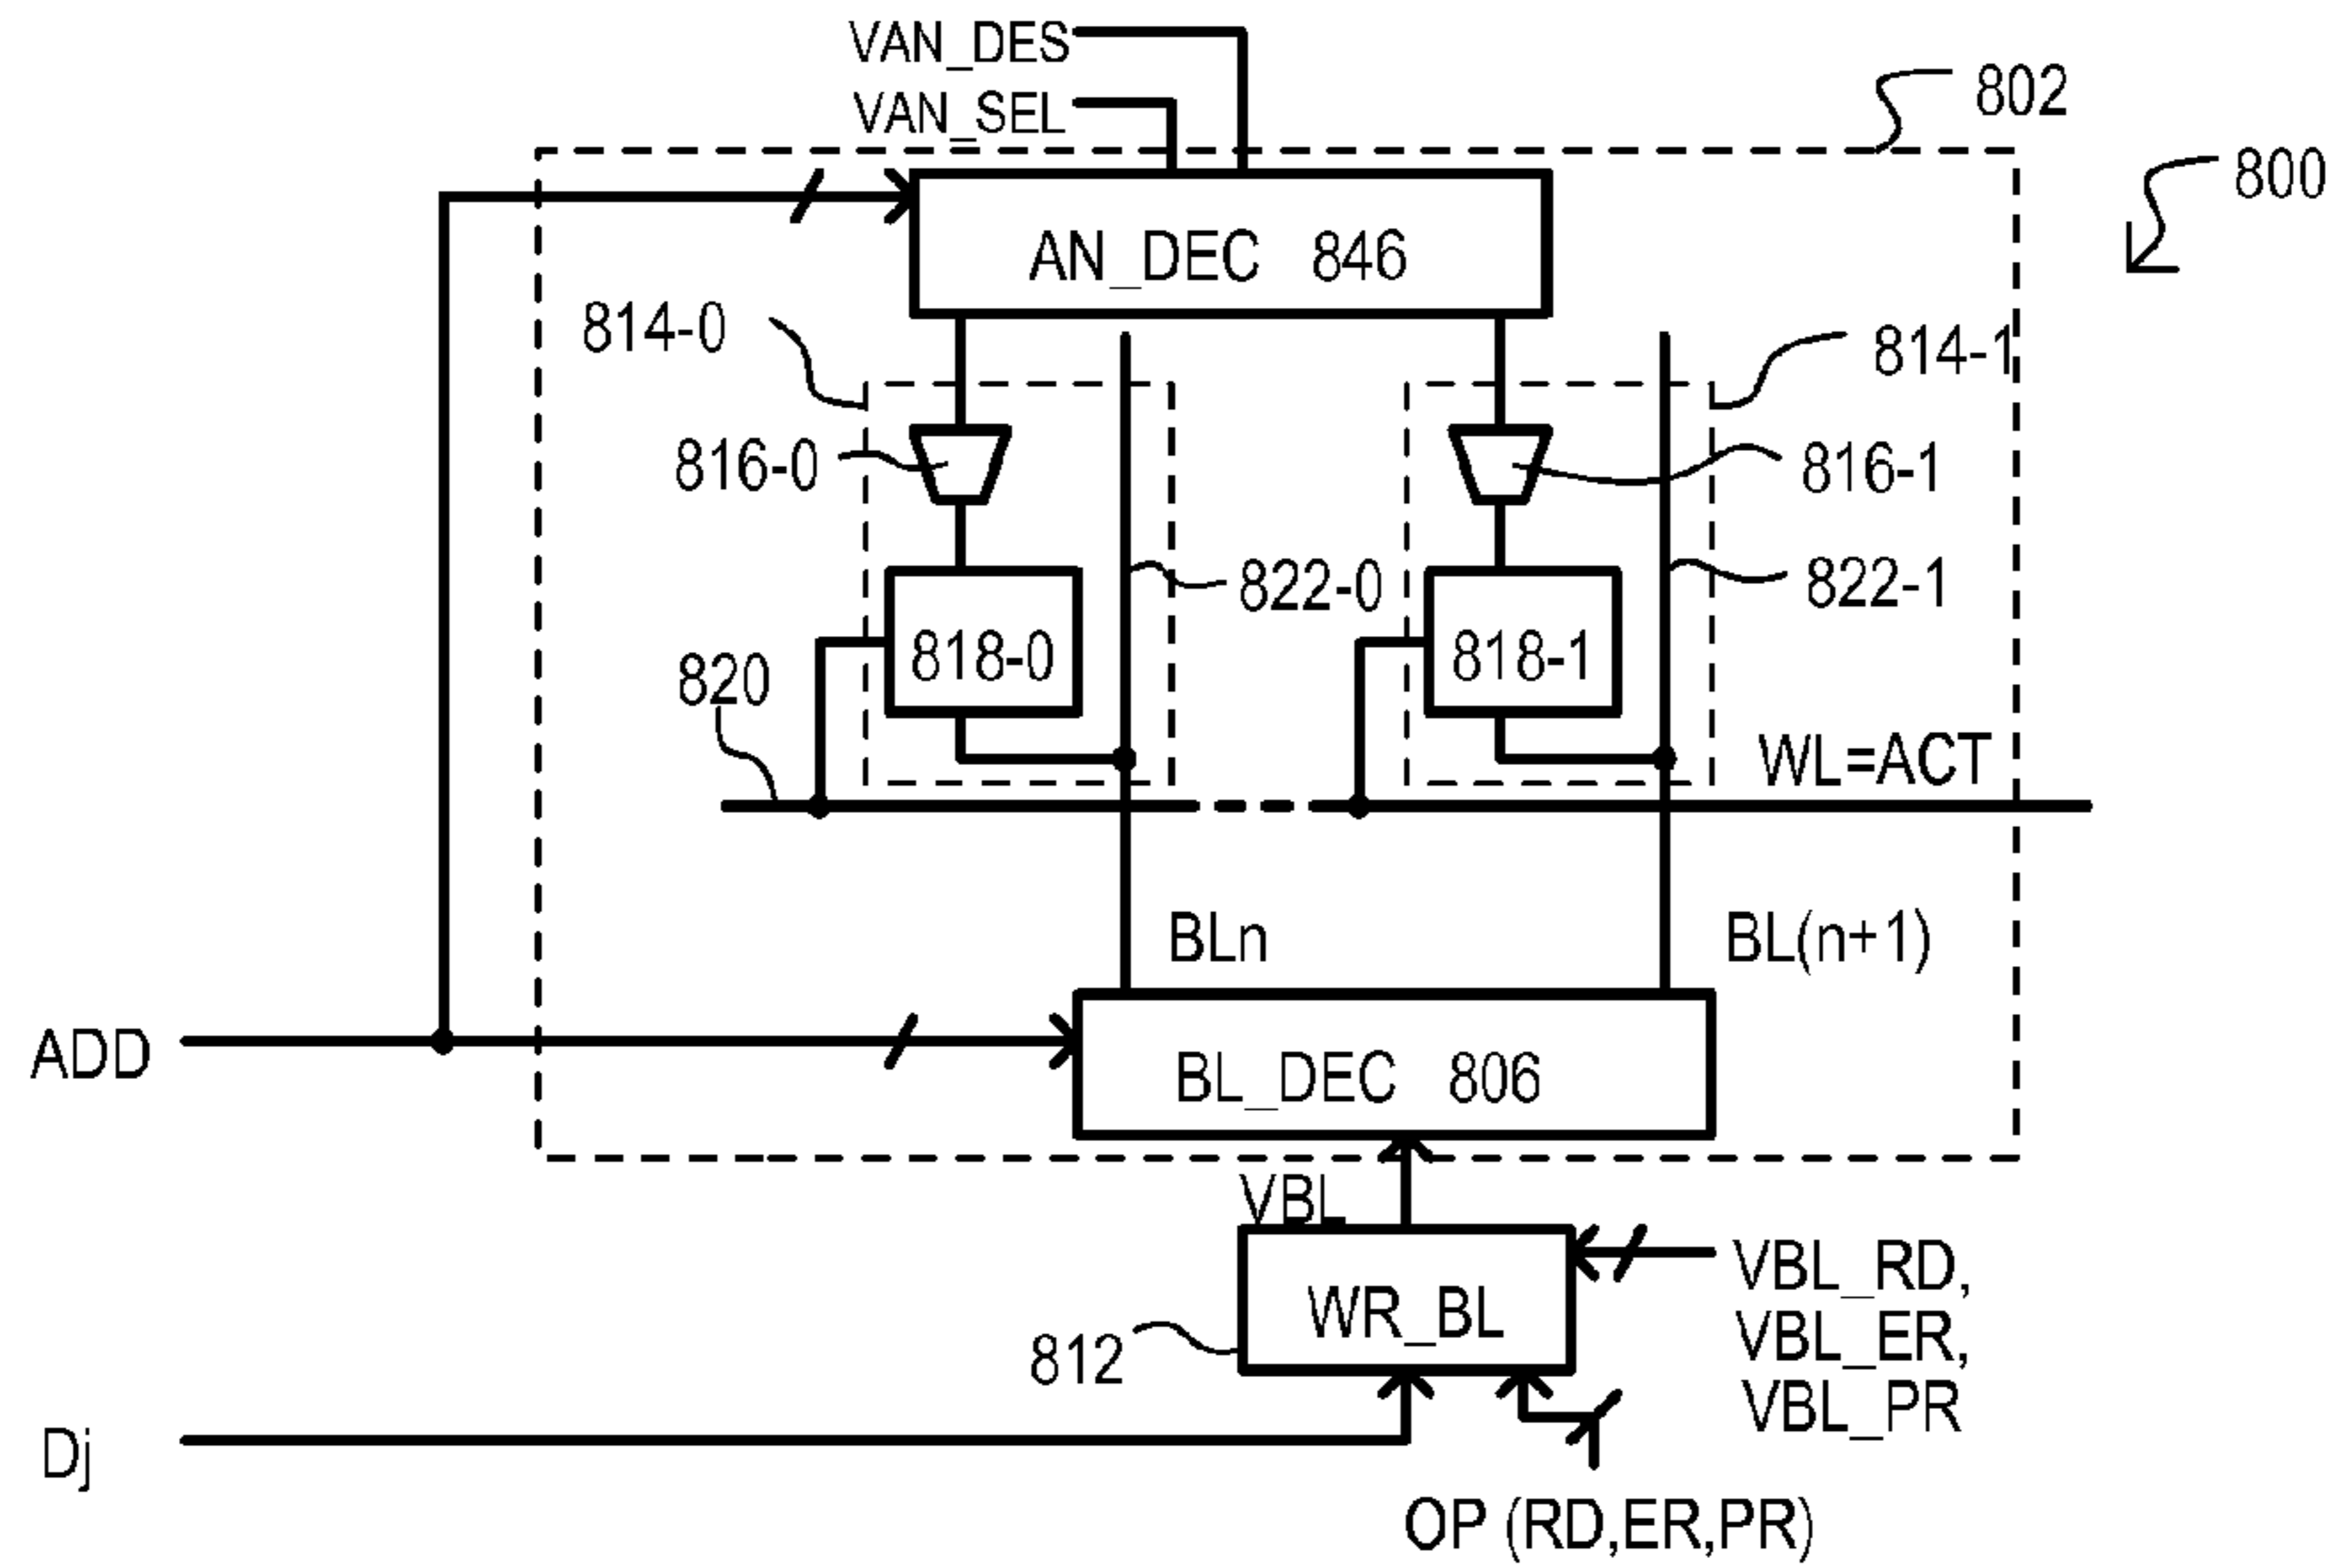 VAN_DES
802
VAN_SEL
800
AN_DEC 846
814-0
814-1
816-0
816-1
822-0
822-1
818-0
818-1
820
WL=ACT
BLn
BL(n+1)
ADD
BL_DEC 806
VBL
VBL_RD,
WR_BL
VBL_ER,
812
VBL_PR
Dj
OP (RD,ER,PR)